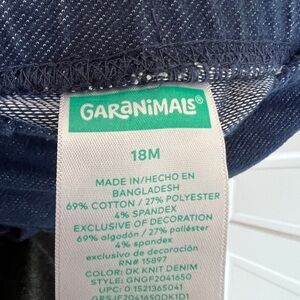 GARANIMALS®
18M
MADE IN/HECHO EN
BANGLADESH
69% COTTON / 27% POLYESTER
4% SPANDEX
EXCLUSIVE OF DECORATION
69% algodón / 27% poliéster
4% spandex
exclusiva de decoración
RN# 15897
COLOR: DK KNIT DENIM
STYLE: GNGF2041650
UPC: 0 1521365041